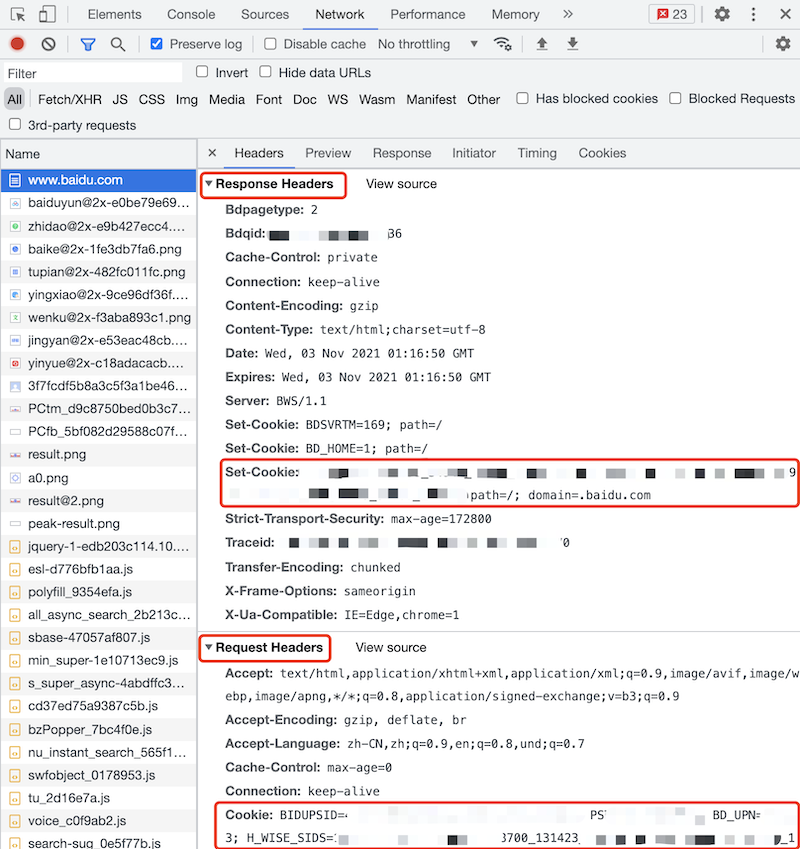 Elements Console Sources Network Performance Memory » 23
Preserve log Disable cache No throttling
Filter Invert Hide data URLs
All Fetch/XHR JS CSS Img Media Font Doc WS Wasm Manifest Other Has blocked cookies Blocked Requests
3rd-party requests
Name
www.baidu.com
baiduyun@2x-e0be79e69...
zhidao@2x-e9b427ecc4....
baike@2x-1fe3db7fa6.png
tupian@2x-482fc011fc.png
yingxiao@2x-9ce96df36f....
wenku@2x-f3aba893c1.png
jingyan@2x-e53eac48cb....
yinyue@2x-c18adacacb....
3f7fcdf5b8a3c5f3a1be46...
PCtm_d9c8750bed0b3c7...
PCfb_5bf082d29588c07f...
result.png
a0.png
result@2.png
peak-result.png
jquery-1-edb203c114.10....
esl-d776bfb1aa.js
polyfill_9354efa.js
all_async_search_2b213c...
sbase-47057af807.js
min_super-1e10713ec9.js
s_super_async-4abdffc3...
cd37ed75a9387c5b.js
bzPopper_7bc4f0e.js
nu_instant_search_565f1...
swfobject_0178953.js
tu_2d16e7a.js
voice_c0f9ab2.js
search-sug_0e5f77b.js
Headers Preview Response Initiator Timing Cookies
Response Headers View source
Bdpagetype: 2
Bdqid: 36
Cache-Control: private
Connection: keep-alive
Content-Encoding: gzip
Content-Type: text/html;charset=utf-8
Date: Wed, 03 Nov 2021 01:16:50 GMT
Expires: Wed, 03 Nov 2021 01:16:50 GMT
Server: BWS/1.1
Set-Cookie: BDSVRTM=169; path=/
Set-Cookie: BD_HOME=1; path=/
Set-Cookie: 9
path=/; domain=.baidu.com
Strict-Transport-Security: max-age=172800
Traceid: 0
Transfer-Encoding: chunked
X-Frame-Options: sameorigin
X-Ua-Compatible: IE=Edge,chrome=1
Request Headers View source
Accept: text/html,application/xhtml+xml,application/xml;q=0.9,image/avif,image/w
ebp,image/apng,*/*;q=0.8,application/signed-exchange;v=b3;q=0.9
Accept-Encoding: gzip, deflate, br
Accept-Language: zh-CN,zh;q=0.9,en;q=0.8,und;q=0.7
Cache-Control: max-age=0
Connection: keep-alive
Cookie: BIDUPSID= PS BD_UPN=
3; H_WISE_SIDS= 3700_131423_ _1